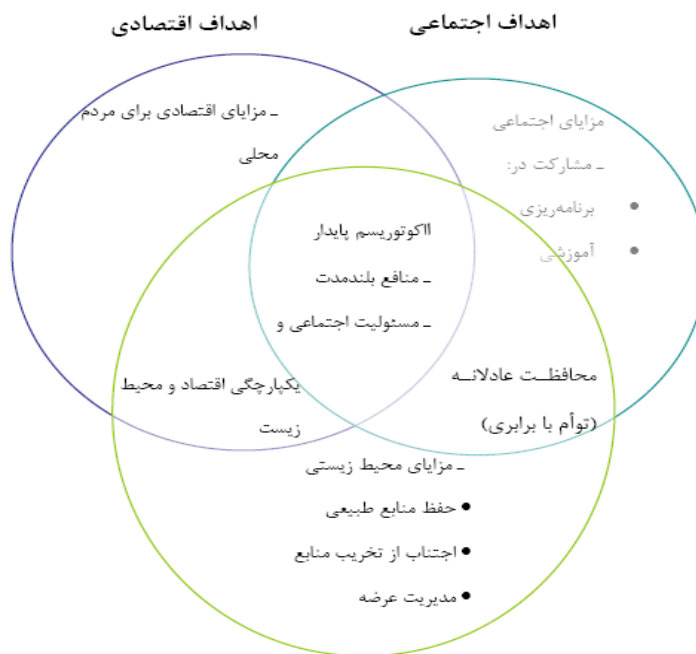 اهداف اجتماعی
اهداف اقتصادی
مزایای اجتماعی
ـ مشارکت در:
● برنامه‌ریزی
● آموزشی
ـ مزایای اقتصادی برای مردم
محلی
ااکوتوریسم پایدار
ـ منافع بلندمدت
ـ مسئولیت اجتماعی و
محافظــت عادلانــه
(توأم با برابری)
یکپارچگی اقتصاد و محیط
زیست
ـ مزایای محیط زیستی
● حفظ منابع طبیعی
● اجتناب از تخریب منابع
● مدیریت عرضه